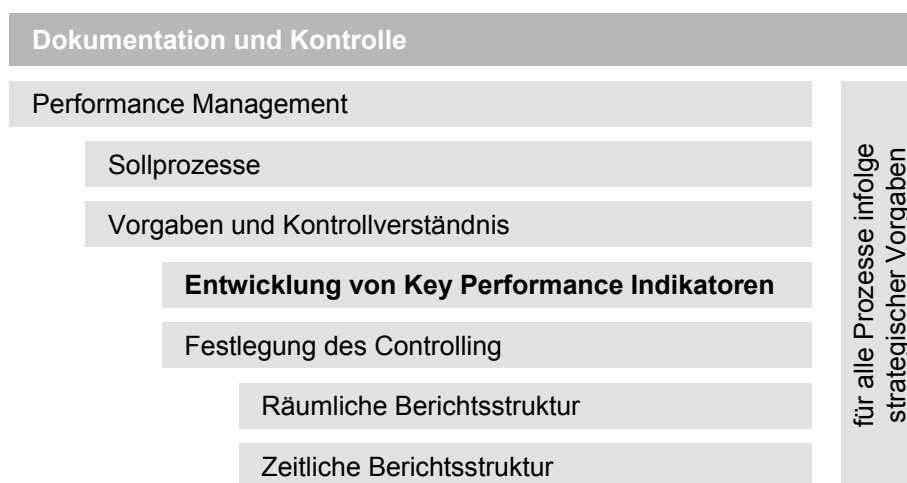 Dokumentation und Kontrolle
Performance Management
Sollprozesse
Vorgaben und Kontrollverständnis
Entwicklung von Key Performance Indikatoren
Festlegung des Controlling
Räumliche Berichtsstruktur
Zeitliche Berichtsstruktur
für alle Prozesse infolge
strategischer Vorgaben